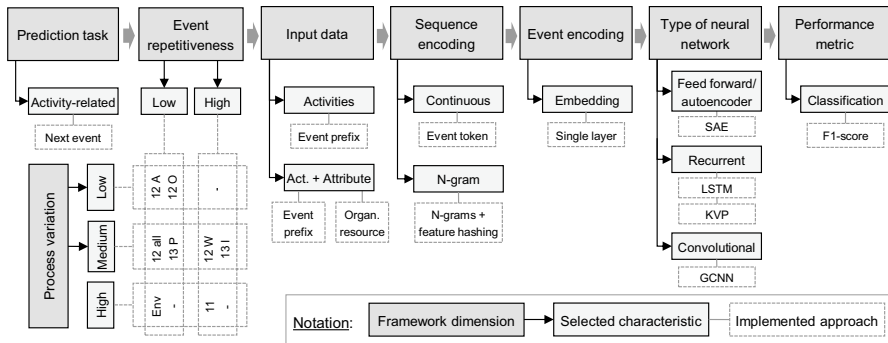 Prediction task
Event repetitiveness
Input data
Sequence encoding
Event encoding
Type of neural network
Performance metric
Activity-related
Next event
Low
High
Activities
Event prefix
Act. + Attribute
Event prefix
Organ. resource
Continuous
Event token
N-gram
N-grams + feature hashing
Embedding
Single layer
Feed forward/ autoencoder
SAE
Recurrent
LSTM
KVP
Convolutional
GCNN
Classification
F1-score
Process variation
Low
12 A
12 O
-
Medium
12 all
13 P
12 W
13 I
High
Env
-
11
-
Notation:
Framework dimension
Selected characteristic
Implemented approach